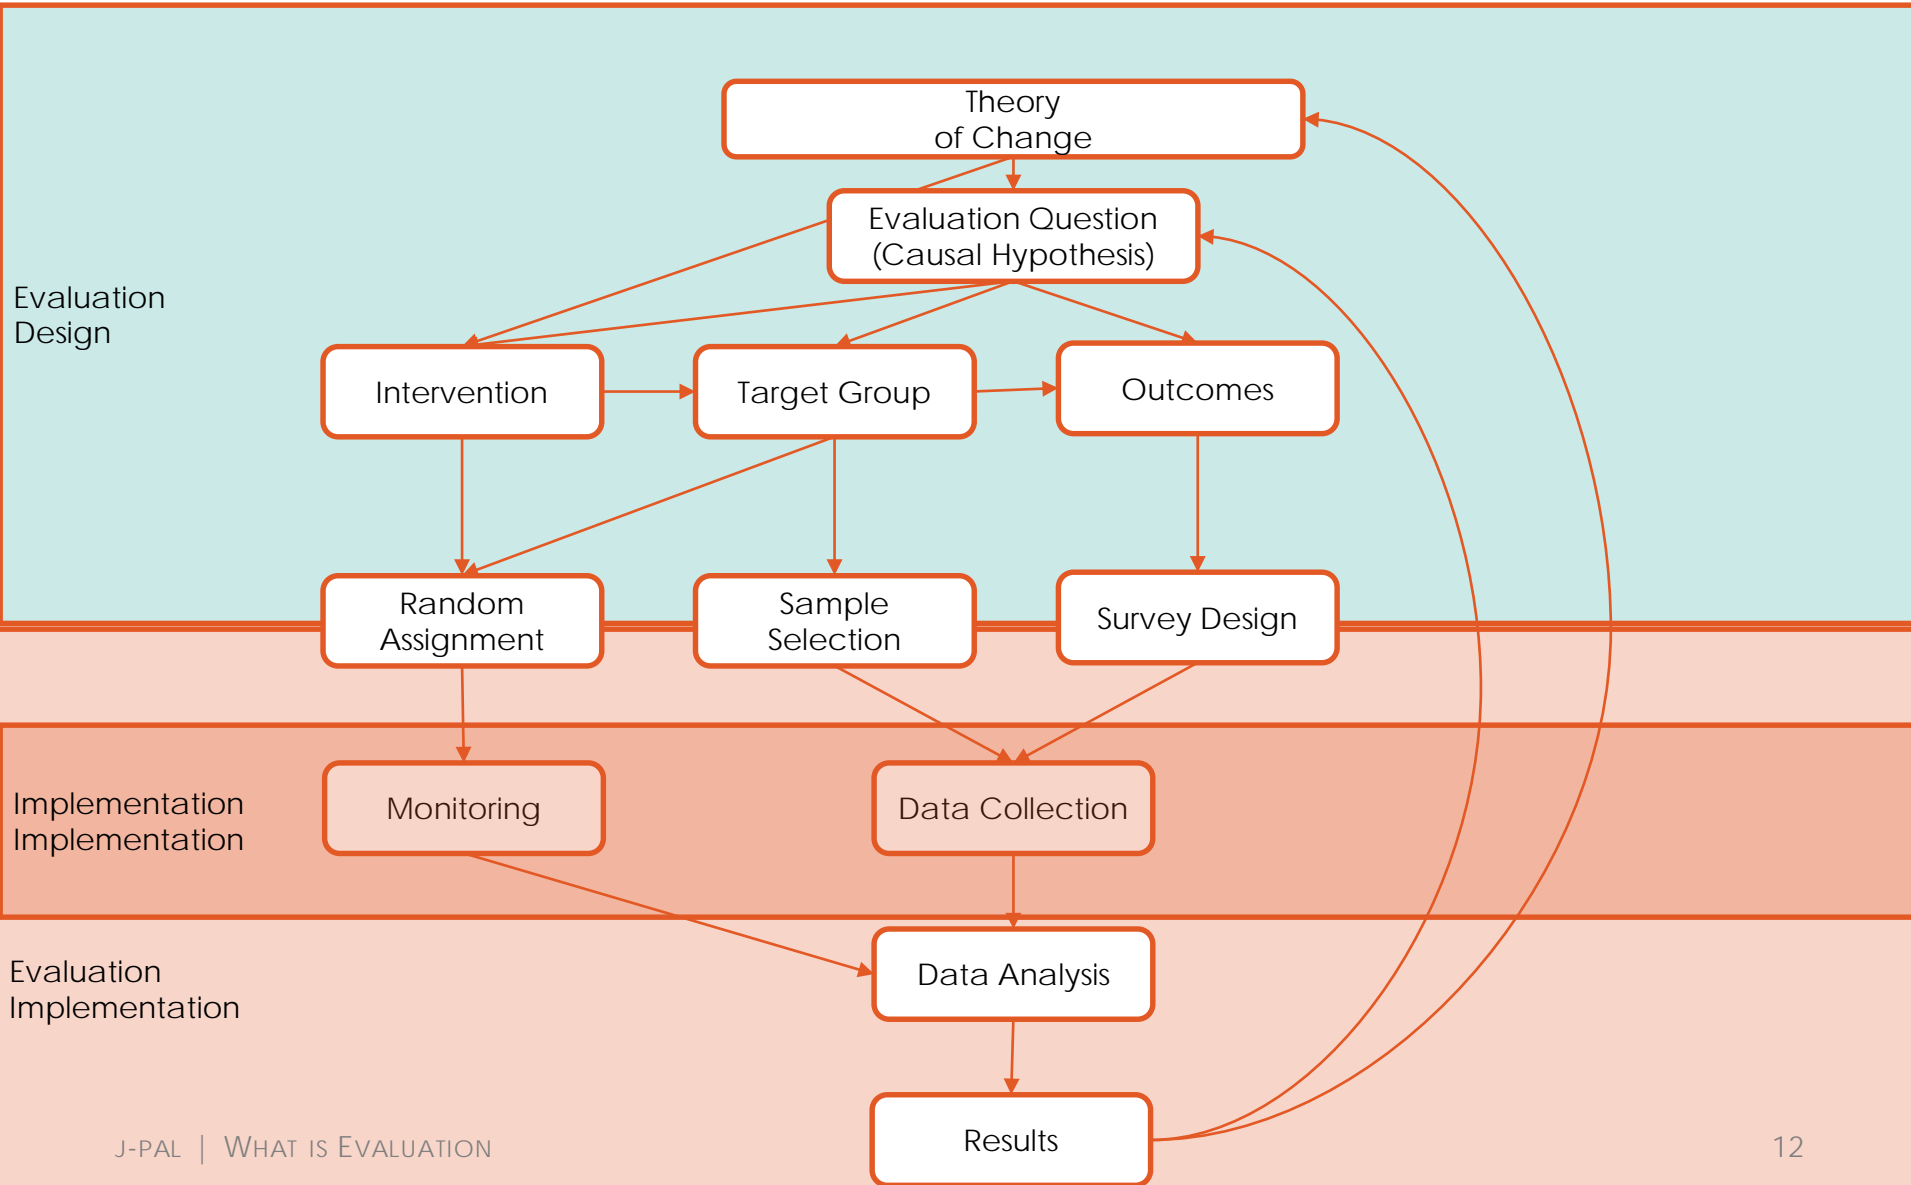 Theory
of Change
Evaluation Question
(Causal Hypothesis)
Evaluation
Design
Intervention
Target Group
Outcomes
Random
Assignment
Sample
Selection
Survey Design
Implementation
Implementation
Monitoring
Data Collection
Evaluation
Implementation
Data Analysis
Results
J-PAL | WHAT IS EVALUATION
12